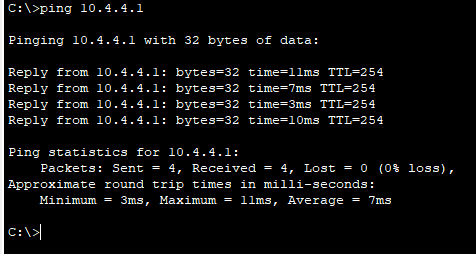 C:\>ping 10.4.4.1
Pinging 10.4.4.1 with 32 bytes of data:
Reply from 10.4.4.1: bytes=32 time=11ms TTL=254
Reply from 10.4.4.1: bytes=32 time=7ms TTL=254
Reply from 10.4.4.1: bytes=32 time=3ms TTL=254
Reply from 10.4.4.1: bytes=32 time=10ms TTL=254
Ping statistics for 10.4.4.1:
Packets: Sent = 4, Received = 4, Lost = 0 (0% loss),
Approximate round trip times in milli-seconds:
Minimum = 3ms, Maximum = 11ms, Average = 7ms
C:\>